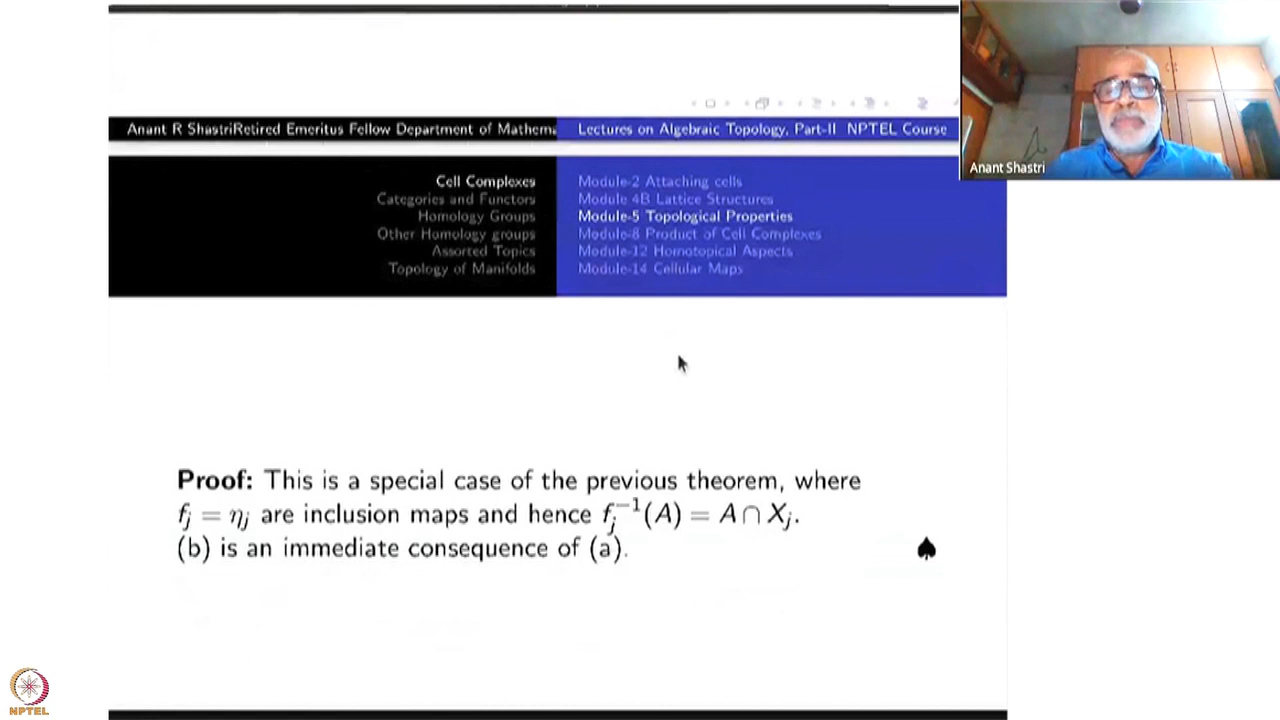 Anant R ShastriRetired Emeritus Fellow Department of Mathema
Lectures on Algebraic Topology, Part-II NPTEL Course
Anant Shastri
Cell Complexes
Categories and Functors
Homology Groups
Other Homology groups
Assorted Topics
Topology of Manifolds
Module-2 Attaching cells
Module 4B Lattice Structures
Module-5 Topological Properties
Module-8 Product of Cell Complexes
Module-12 Homotopical Aspects
Module-14 Cellular Maps
Proof: This is a special case of the previous theorem, where
fⱼ = ηⱼ are inclusion maps and hence fⱼ⁻¹(A) = A ∩ Xⱼ.
(b) is an immediate consequence of (a). ♠
NPTEL